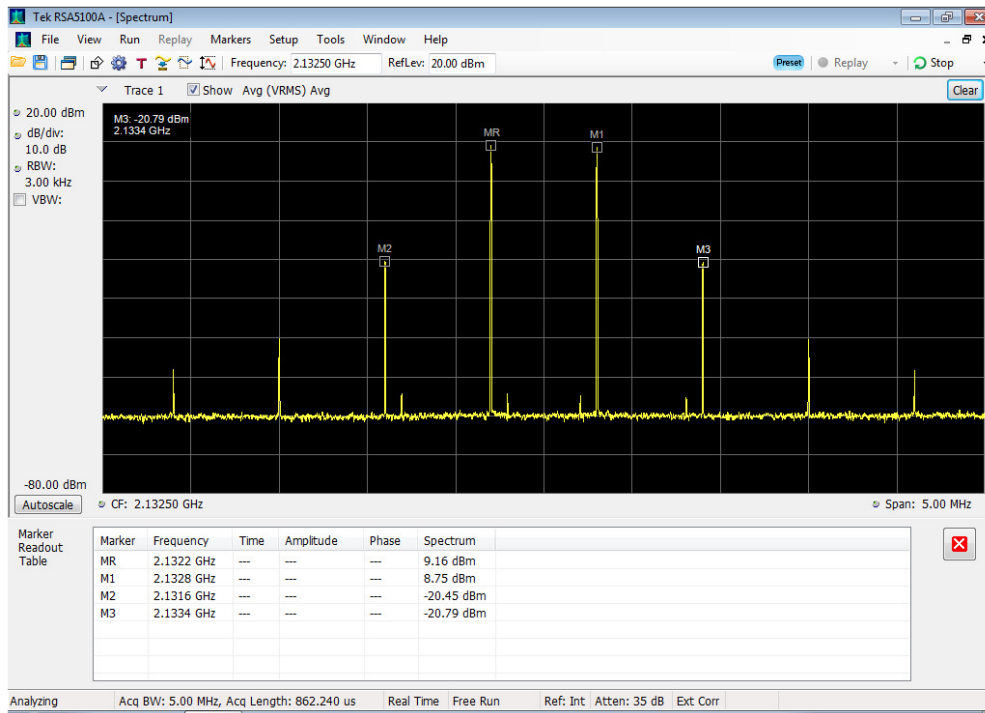 Tek RSA5100A - [Spectrum]
File View Run Replay Markers Setup Tools Window Help
T Frequency: 2.13250 GHz RefLev: 20.00 dBm Preset Replay Stop
Trace 1 Show Avg (VRMS) Avg Clear
20.00 dBm
dB/div:
10.0 dB
RBW:
3.00 kHz
VBW:
-80.00 dBm
Autoscale
M3: -20.79 dBm
2.1334 GHz
MR
M1
M2
M3
CF: 2.13250 GHz Span: 5.00 MHz
Marker
Readout
Table
Marker Frequency Time Amplitude Phase Spectrum
MR 2.1322 GHz --- --- --- 9.16 dBm
M1 2.1328 GHz --- --- --- 8.75 dBm
M2 2.1316 GHz --- --- --- -20.45 dBm
M3 2.1334 GHz --- --- --- -20.79 dBm
Analyzing Acq BW: 5.00 MHz, Acq Length: 862.240 us Real Time Free Run Ref: Int Atten: 35 dB Ext Corr